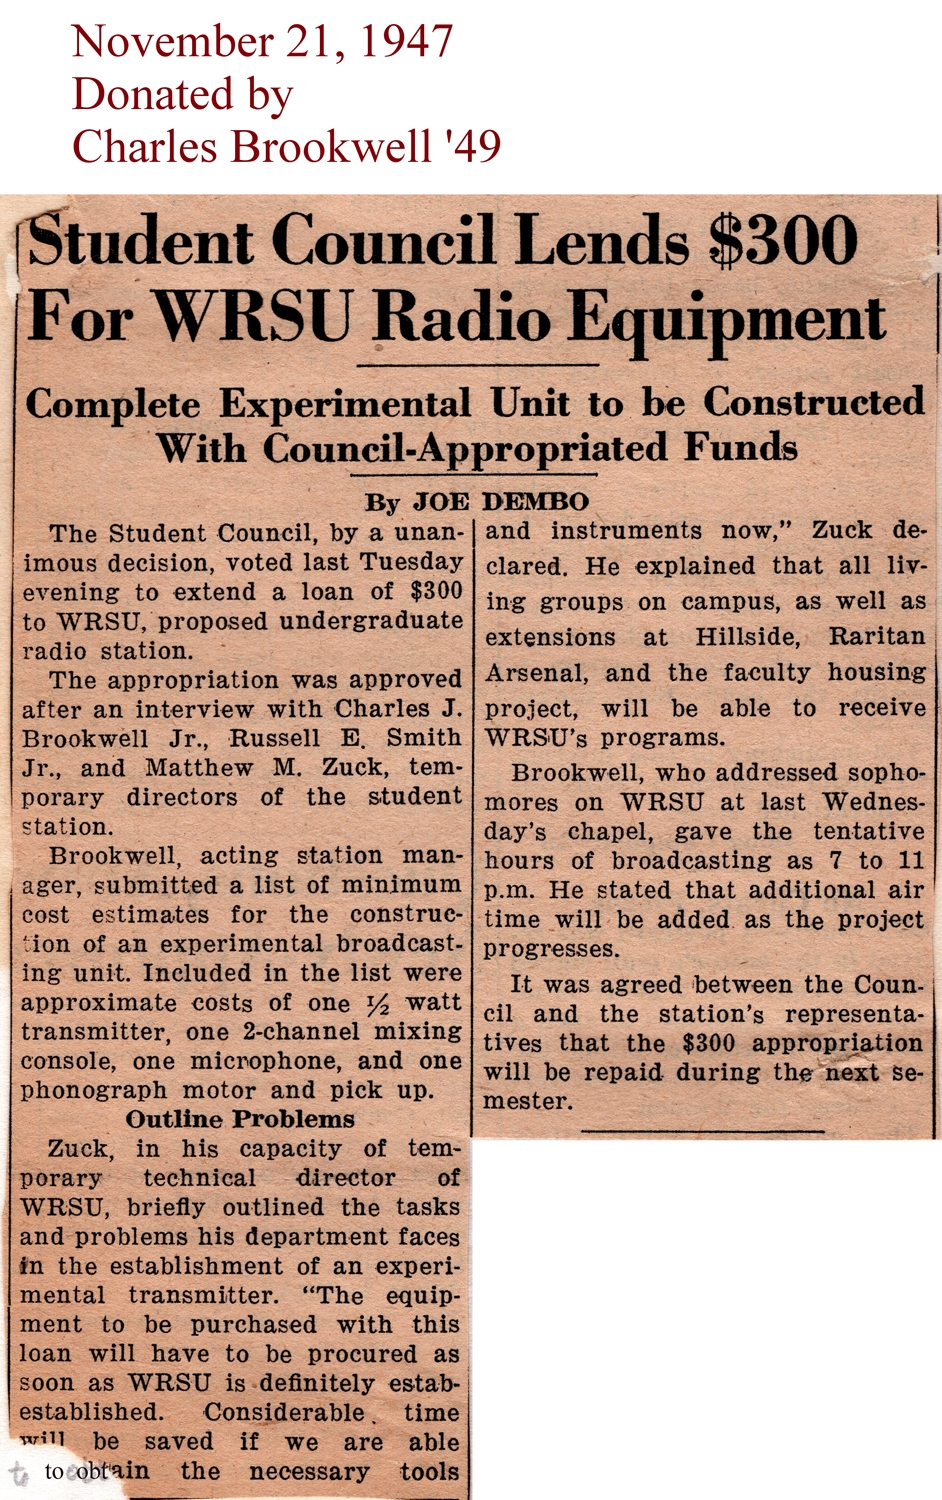 November 21, 1947
Donated by
Charles Brookwell '49
Student Council Lends $300
For WRSU Radio Equipment
Complete Experimental Unit to be Constructed
With Council-Appropriated Funds
By JOE DEMBO
The Student Council, by a unan-
imous decision, voted last Tuesday
evening to extend a loan of $300
to WRSU, proposed undergraduate
radio station.
The appropriation was approved
after an interview with Charles J.
Brookwell Jr., Russell E. Smith
Jr., and Matthew M. Zuck, tem-
porary directors of the student
station.
Brookwell, acting station man-
ager, submitted a list of minimum
cost estimates for the construc-
tion of an experimental broadcast-
ing unit. Included in the list were
approximate costs of one ½ watt
transmitter, one 2-channel mixing
console, one microphone, and one
phonograph motor and pick up.
Outline Problems
Zuck, in his capacity of tem-
porary technical director of
WRSU, briefly outlined the tasks
and problems his department faces
in the establishment of an experi-
mental transmitter. “The equip-
ment to be purchased with this
loan will have to be procured as
soon as WRSU is definitely estab-
established. Considerable time
will be saved if we are able
to obtain the necessary tools
and instruments now,” Zuck de-
clared. He explained that all liv-
ing groups on campus, as well as
extensions at Hillside, Raritan
Arsenal, and the faculty housing
project, will be able to receive
WRSU's programs.
Brookwell, who addressed sopho-
mores on WRSU at last Wednes-
day's chapel, gave the tentative
hours of broadcasting as 7 to 11
p.m. He stated that additional air
time will be added as the project
progresses.
It was agreed between the Coun-
cil and the station's representa-
tives that the $300 appropriation
will be repaid during the next se-
mester.